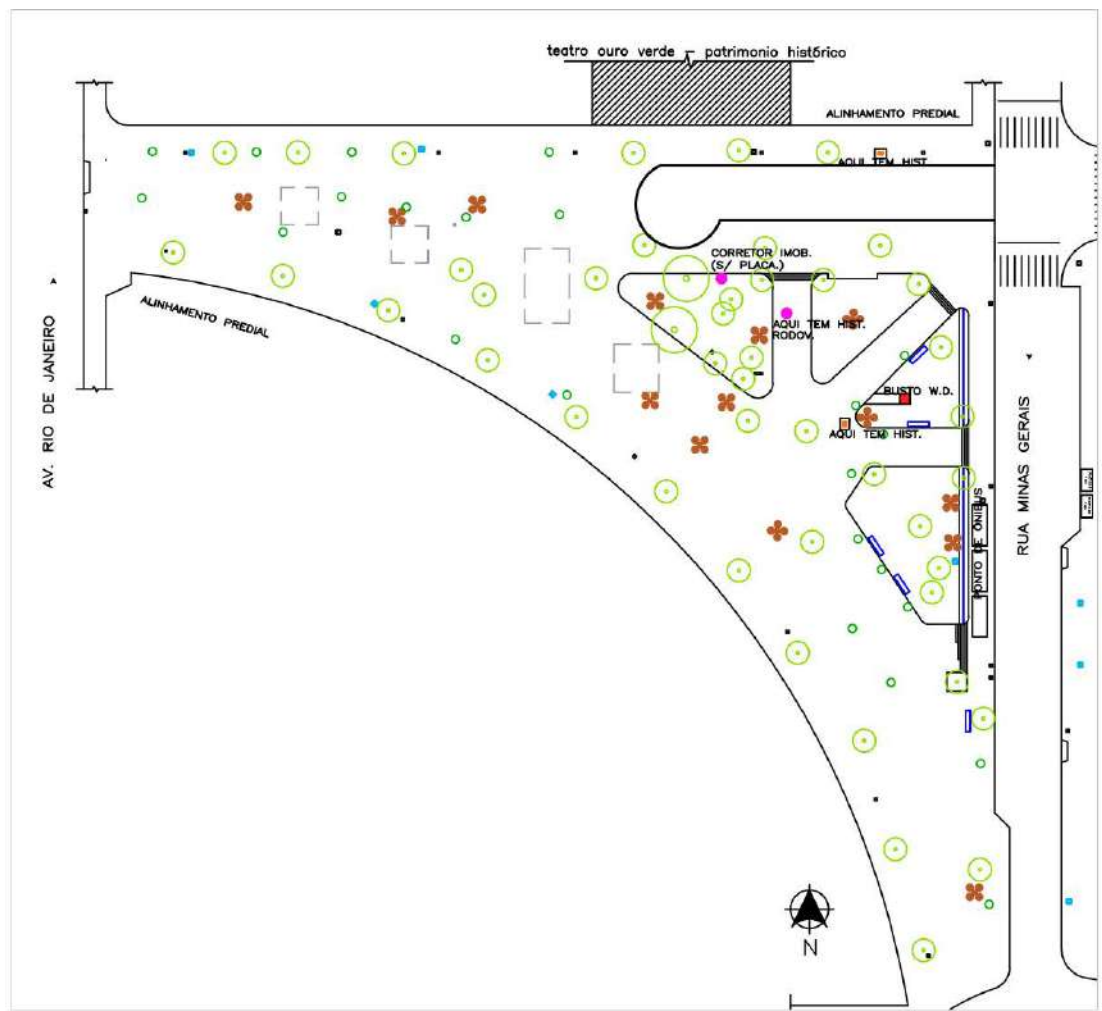 teatro ouro verde – patrimonio histórico
ALINHAMENTO PREDIAL
AQUI TEM HIST.
CORRETOR IMOB.
(S/ PLACA.)
ALINHAMENTO PREDIAL
AQUI TEM HIST.
RODOV.
AV. RIO DE JANEIRO
BUSTO W.D.
AQUI TEM HIST.
RUA MINAS GERAIS
PONTO DE ONIBUS
N